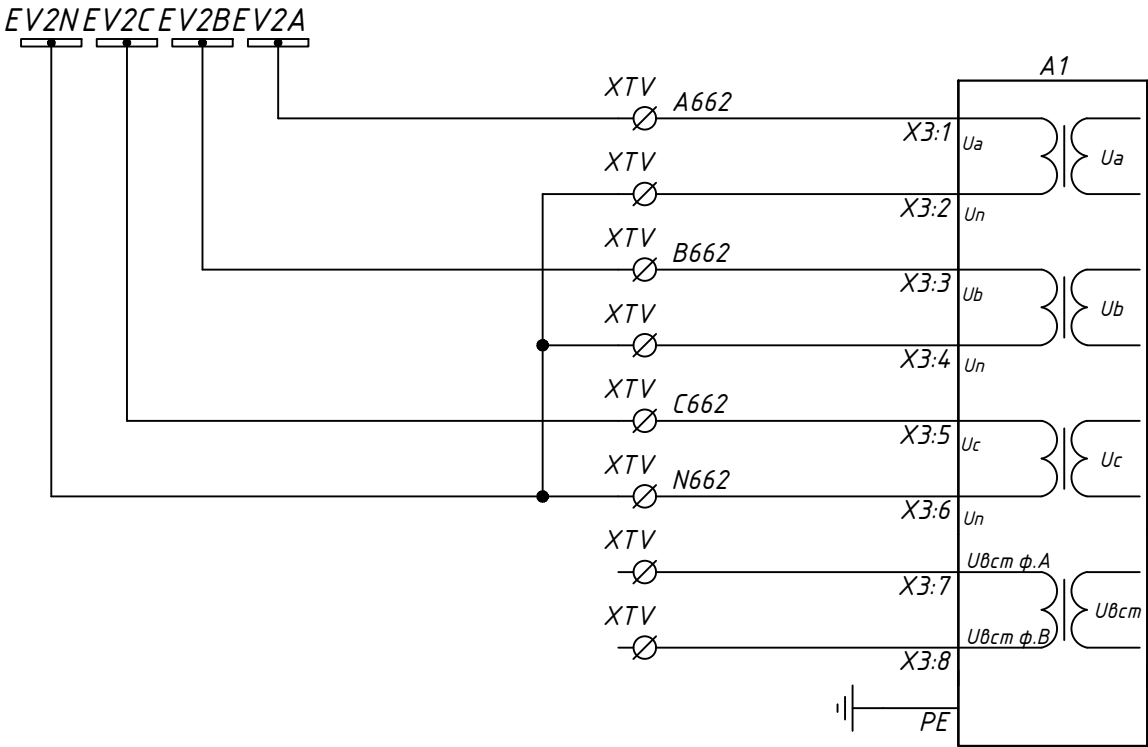 EV2N EV2C EV2B EV2A
A1
XTV
A662
X3:1
Ua
Ua
XTV
X3:2
Un
XTV
B662
X3:3
Ub
Ub
XTV
X3:4
Un
XTV
C662
X3:5
Uc
Uc
XTV
N662
X3:6
Un
XTV
Uвст ф.А
X3:7
Uвст
XTV
Uвст ф.В
X3:8
PE